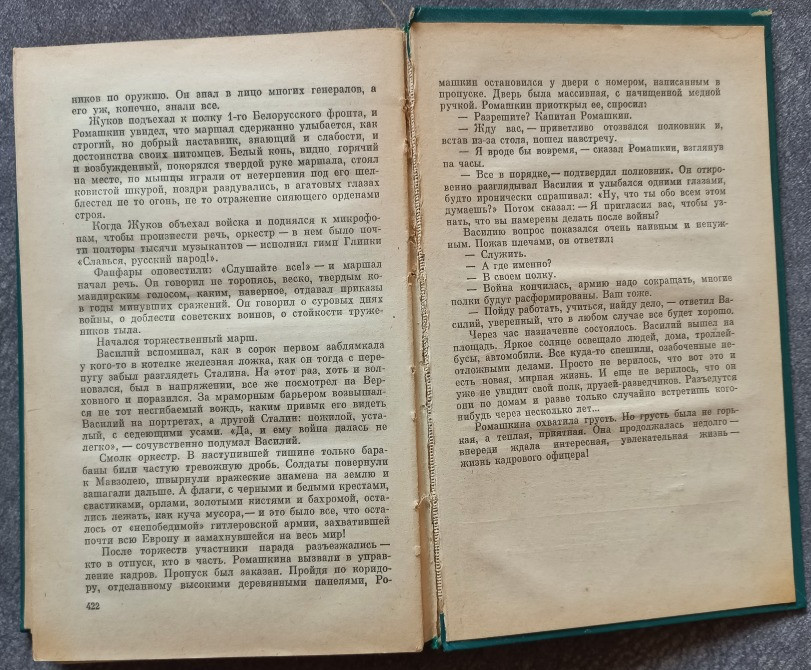 ников по оружию. Он знал в лицо многих генералов, а
его уж, конечно, знали все.
Жуков подъехал к полку 1-го Белорусского фронта, и
Ромашкин увидел, что маршал сдержанно улыбается, как
строгий, но добрый наставник, знающий и слабости, и
достоинства своих питомцев. Белый конь, видно, горячий
и возбужденный, покорялся твердой руке маршала, стоял
на месте, но мышцы играли от нетерпения под его шел-
ковистой шкурой, ноздри раздувались, в агатовых глазах
блестел не то огонь, не то отражение сияющего орденами
строя.
Когда Жуков объехал войска и поднялся к микрофо-
нам, чтобы произнести речь, оркестр — в нем было поч-
ти полторы тысячи музыкантов — исполнил гимн Глинки
«Славься, русский народ!».
Фанфары оповестили: «Слушайте все!» — и маршал
начал речь. Он говорил не торопясь, веско, твердым ко-
мандирским голосом, каким, наверное, отдавал приказы
в годы минувших сражений. Он говорил о суровых днях
войны, о доблести советских воинов, о стойкости труже-
ников тыла.
Начался торжественный марш.
Василий вспоминал, как в сорок первом заблямкала
у кого-то в котелке железная ложка, как он тогда с пере-
пугу забыл разглядеть Сталина. На этот раз, хоть и вол-
новался, был в напряжении, все же посмотрел на Вер-
ховного и поразился. За мраморным барьером возвышал-
ся не тот несгибаемый вождь, каким привык его видеть
Василий на портретах, а другой Сталин: пожилой, уста-
лый, с седеющими усами. «Да, и ему война далась не
легко», — сочувственно подумал Василий.
Смолк оркестр. В наступившей тишине только бара-
баны били частую тревожную дробь. Солдаты повернули
к Мавзолею, швырнули вражеские знамена на землю и
зашагали дальше. А флаги, с черными и белыми крестами,
свастиками, орлами, золотыми кистями и бахромой, оста-
лись лежать, как куча мусора,— и это было все, что оста-
лось от «непобедимой» гитлеровской армии, захватившей
почти всю Европу и замахнувшейся на весь мир!
После торжеств участники парада разъезжались —
кто в отпуск, кто в часть. Ромашкина вызвали в управ-
ление кадров. Пропуск был заказан. Пройдя по коридо-
ру, отделанному высокими деревянными панелями, Ро-
422
машкин остановился у двери с номером, написанным в
пропуске. Дверь была массивная, с начищенной медной
ручкой. Ромашкин приоткрыл ее, спросил:
— Разрешите? Капитан Ромашкин.
— Жду вас, — приветливо отозвался полковник и,
встав из-за стола, пошел навстречу.
— Я вроде бы вовремя, — сказал Ромашкин, взглянув
на часы.
— Все в порядке,— подтвердил полковник. Он откро-
венно разглядывал Василия и улыбался одними глазами,
будто иронически спрашивал: «Ну, что ты обо всем этом
думаешь?» Потом сказал: — Я пригласил вас, чтобы уз-
нать, что вы намерены делать после войны?
Василию вопрос показался очень наивным и ненуж-
ным. Пожав плечами, он ответил:
— Служить.
— А где именно?
— В своем полку.
— Война кончилась, армию надо сокращать, многие
полки будут расформированы. Ваш тоже.
— Пойду работать, учиться, найду дело, — ответил Ва-
силий, уверенный, что в любом случае все будет хорошо.
Через час назначение состоялось. Василий вышел на
площадь. Яркое солнце освещало людей, дома, троллей-
бусы, автомобили. Все куда-то спешили, озабоченные не-
отложными делами. Просто не верилось, что вот это и
есть новая, мирная жизнь. И еще не верилось, что он
уже не увидит свой полк, друзей-разведчиков. Разъедутся
они по домам и разве только случайно встретишь кого-
нибудь через несколько лет...
Ромашкина охватила грусть. Но грусть была не горь-
кая, а теплая, приятная. Она продолжалась недолго —
впереди ждала интересная, увлекательная жизнь —
жизнь кадрового офицера!